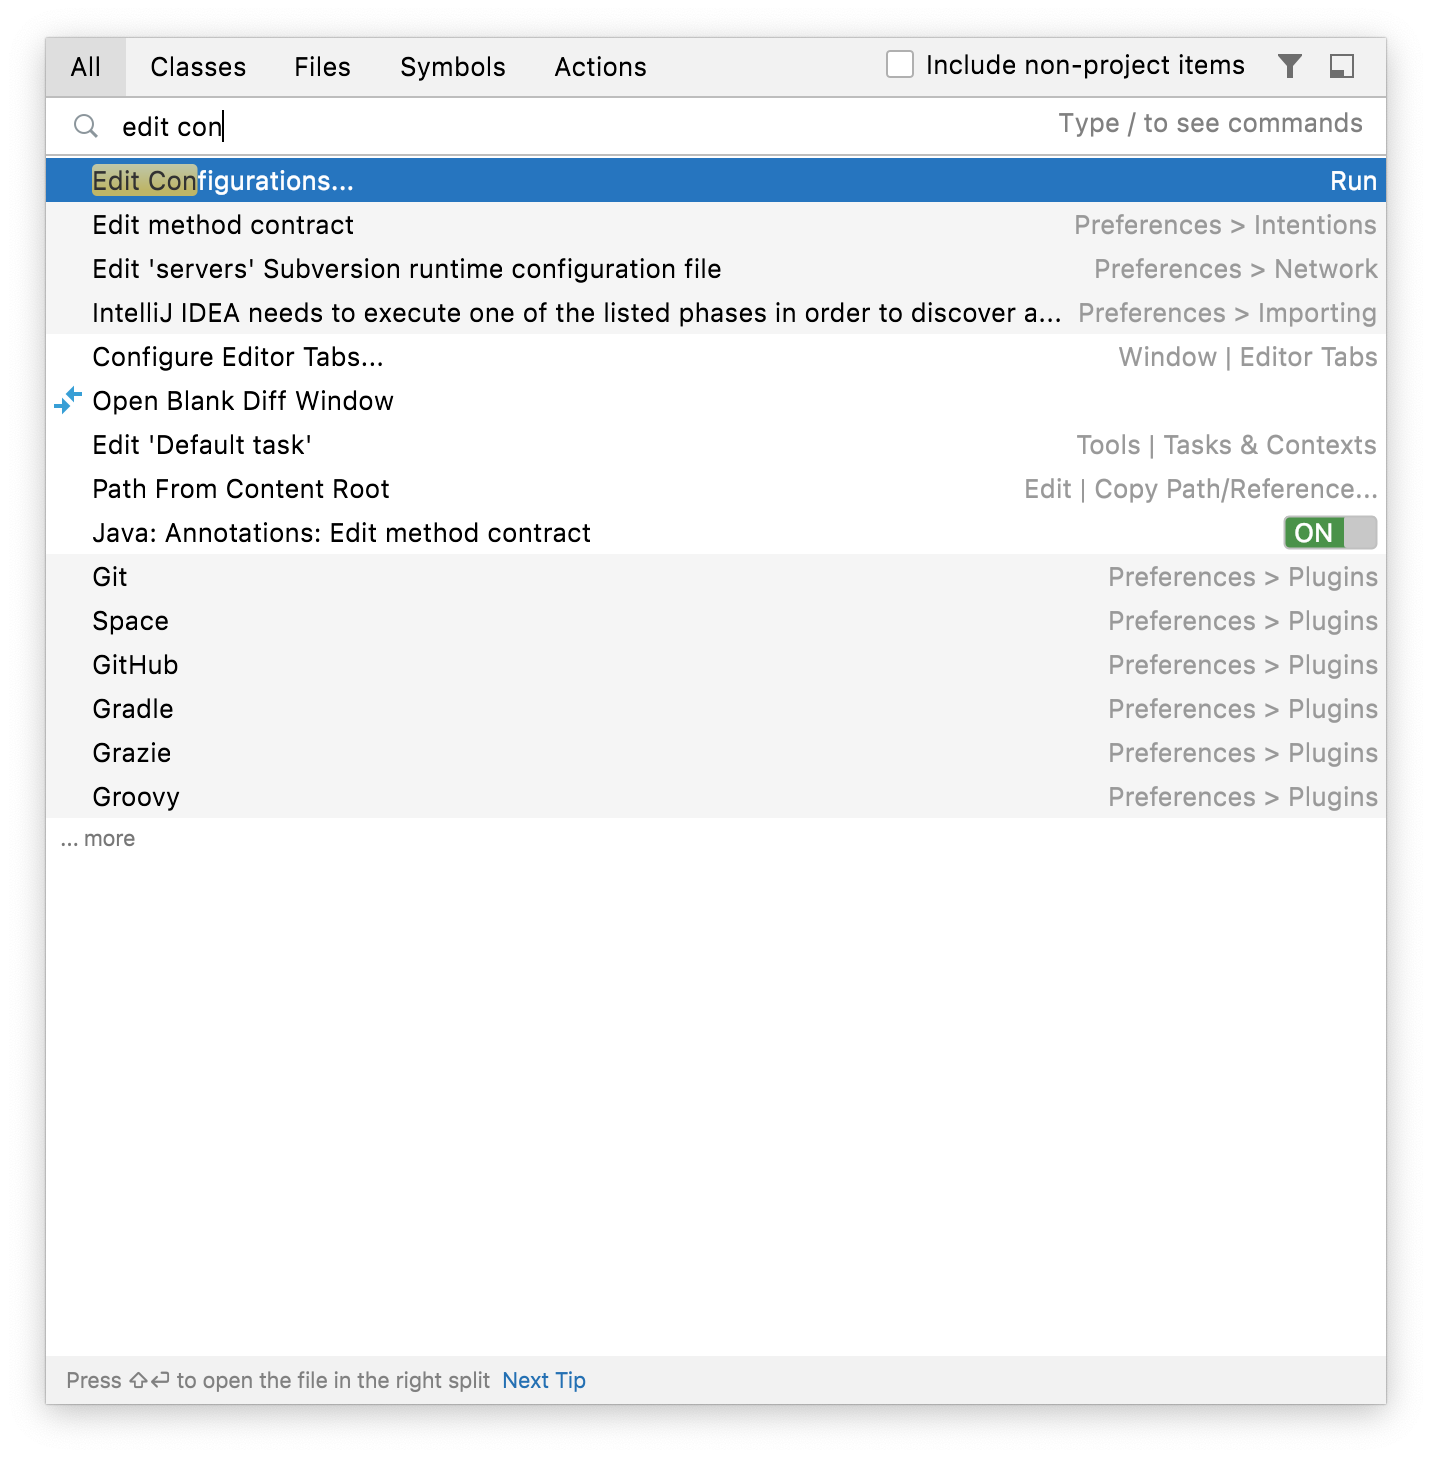 All Classes Files Symbols Actions Include non-project items
edit con Type / to see commands
Edit Configurations... Run
Edit method contract Preferences > Intentions
Edit 'servers' Subversion runtime configuration file Preferences > Network
IntelliJ IDEA needs to execute one of the listed phases in order to discover a... Preferences > Importing
Configure Editor Tabs... Window | Editor Tabs
Open Blank Diff Window
Edit 'Default task' Tools | Tasks & Contexts
Path From Content Root Edit | Copy Path/Reference...
Java: Annotations: Edit method contract ON
Git Preferences > Plugins
Space Preferences > Plugins
GitHub Preferences > Plugins
Gradle Preferences > Plugins
Grazie Preferences > Plugins
Groovy Preferences > Plugins
... more
Press ⇧⏎ to open the file in the right split Next Tip